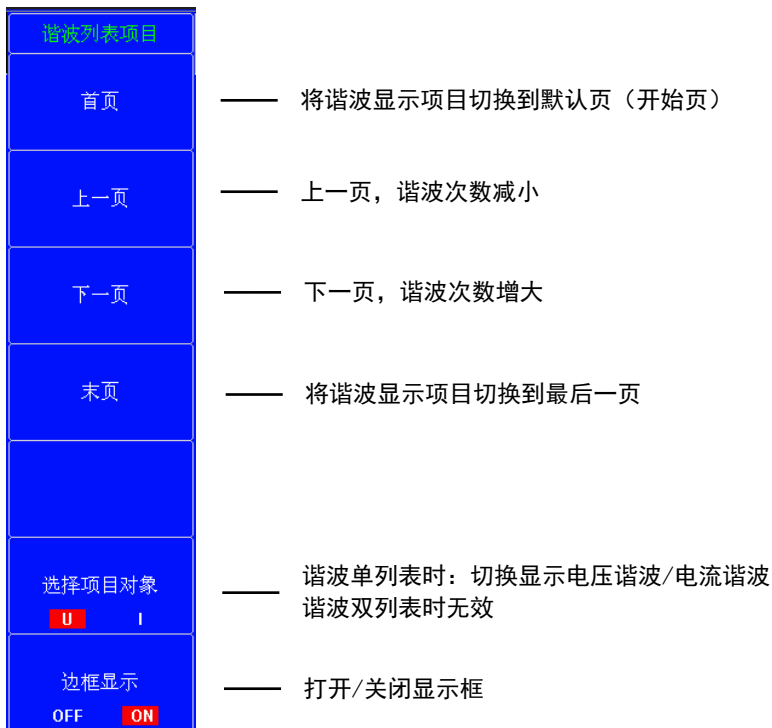 谐波列表项目
首页
将谐波显示项目切换到默认页（开始页）
上一页
上一页，谐波次数减小
下一页
下一页，谐波次数增大
末页
将谐波显示项目切换到最后一页
选择项目对象
U I
谐波单列表时：切换显示电压谐波/电流谐波
谐波双列表时无效
边框显示
OFF ON
打开/关闭显示框